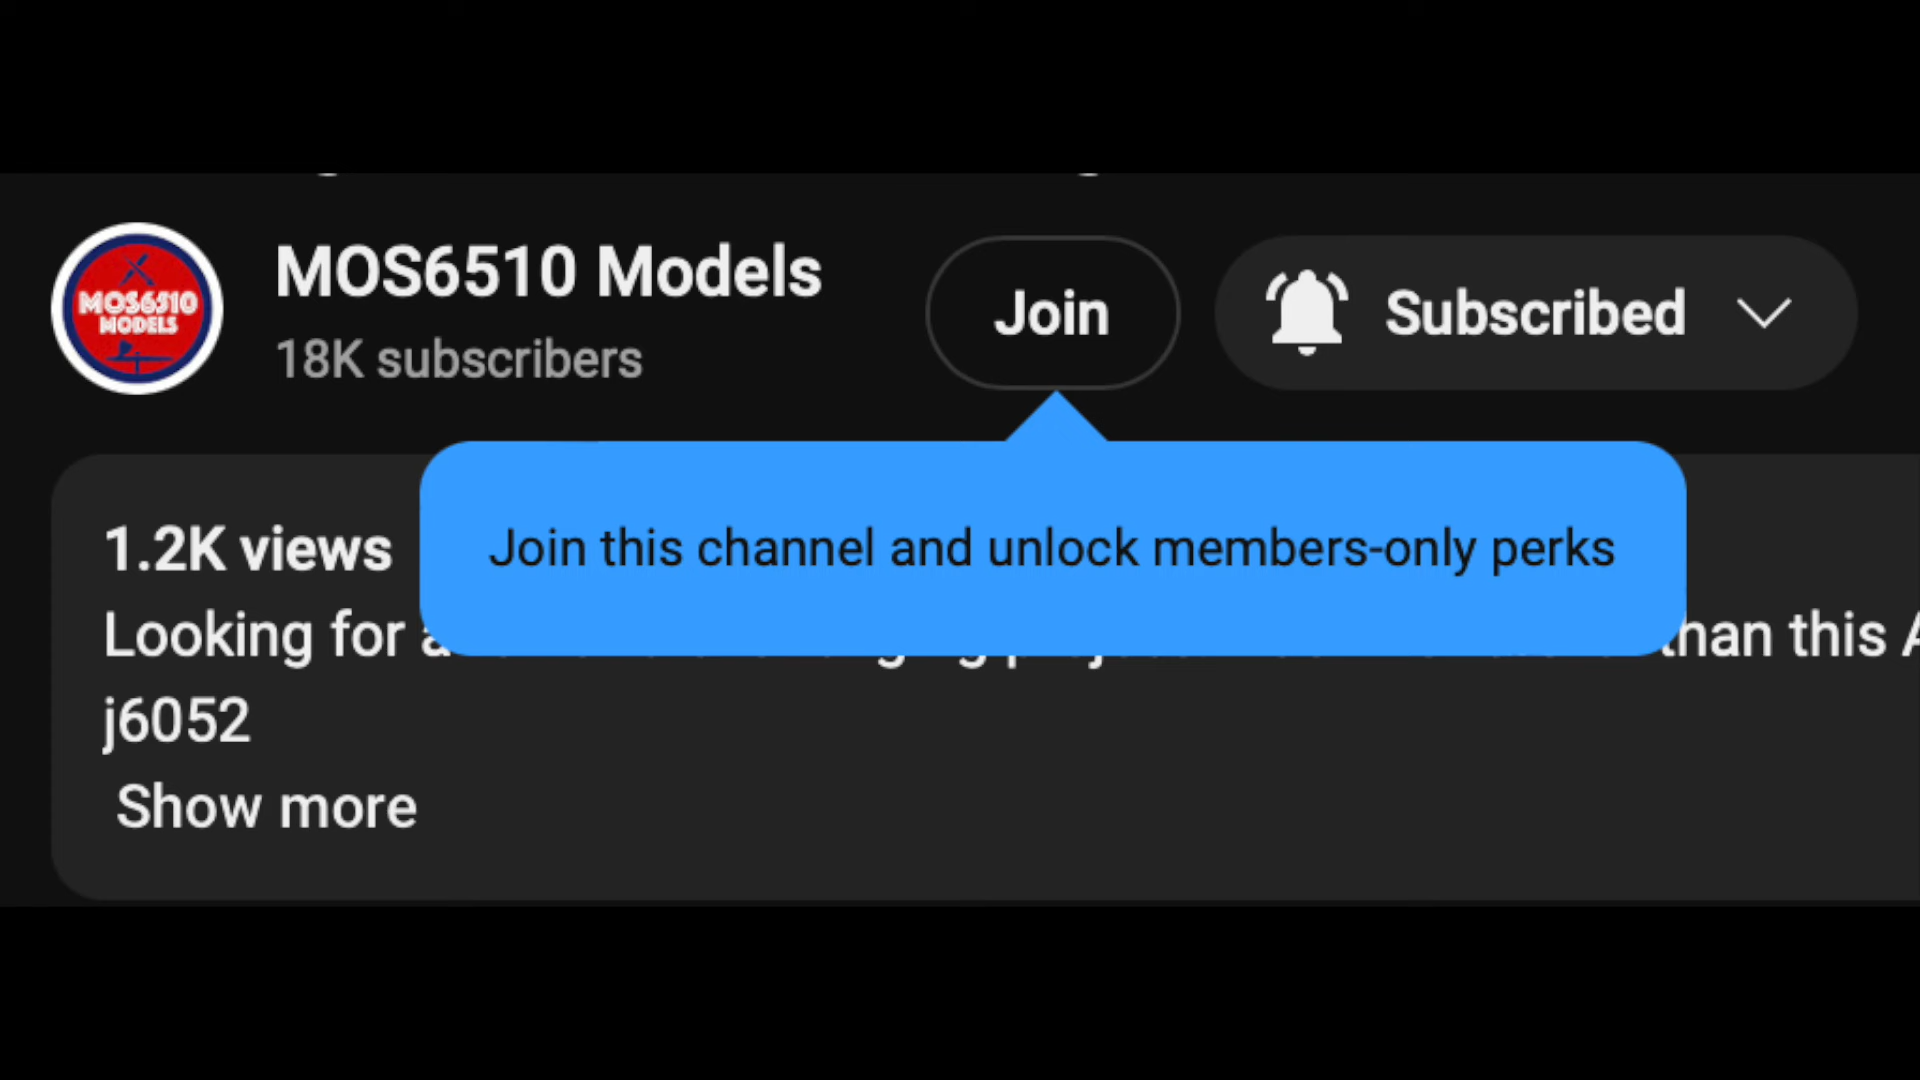 MOS6510 Models
18K subscribers
MOS6510
MODELS
Join
Subscribed
Join this channel and unlock members-only perks
1.2K views
Looking for
than this
j6052
Show more